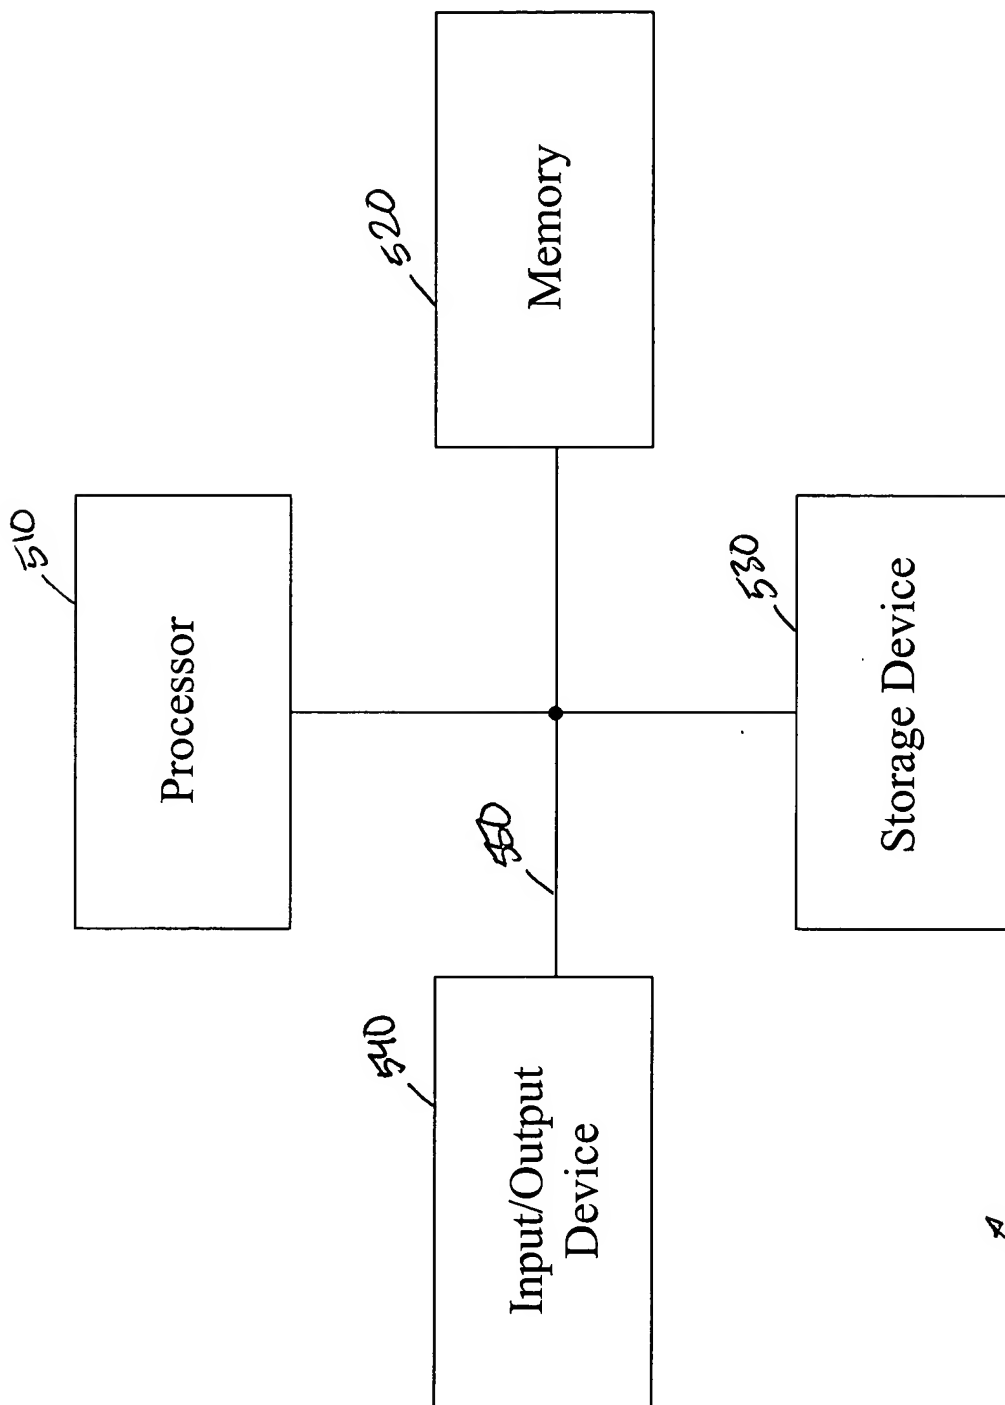 510
Processor
540
520
550
Input/Output
Device
Memory
530
Storage Device